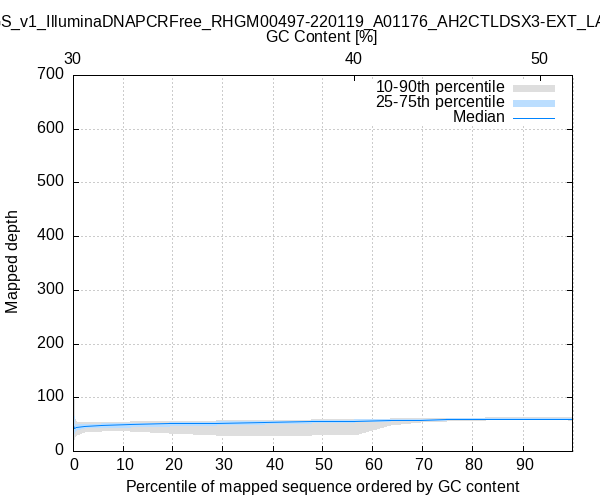 S_v1_IlluminaDNAPCRFree_RHGM00497-220119_A01176_AH2CTLDSX3-EXT_LA
GC Content [%]
30 40 50
700
600
500
400
300
200
100
0
Mapped depth
10-90th percentile
25-75th percentile
Median
0 10 20 30 40 50 60 70 80 90
Percentile of mapped sequence ordered by GC content